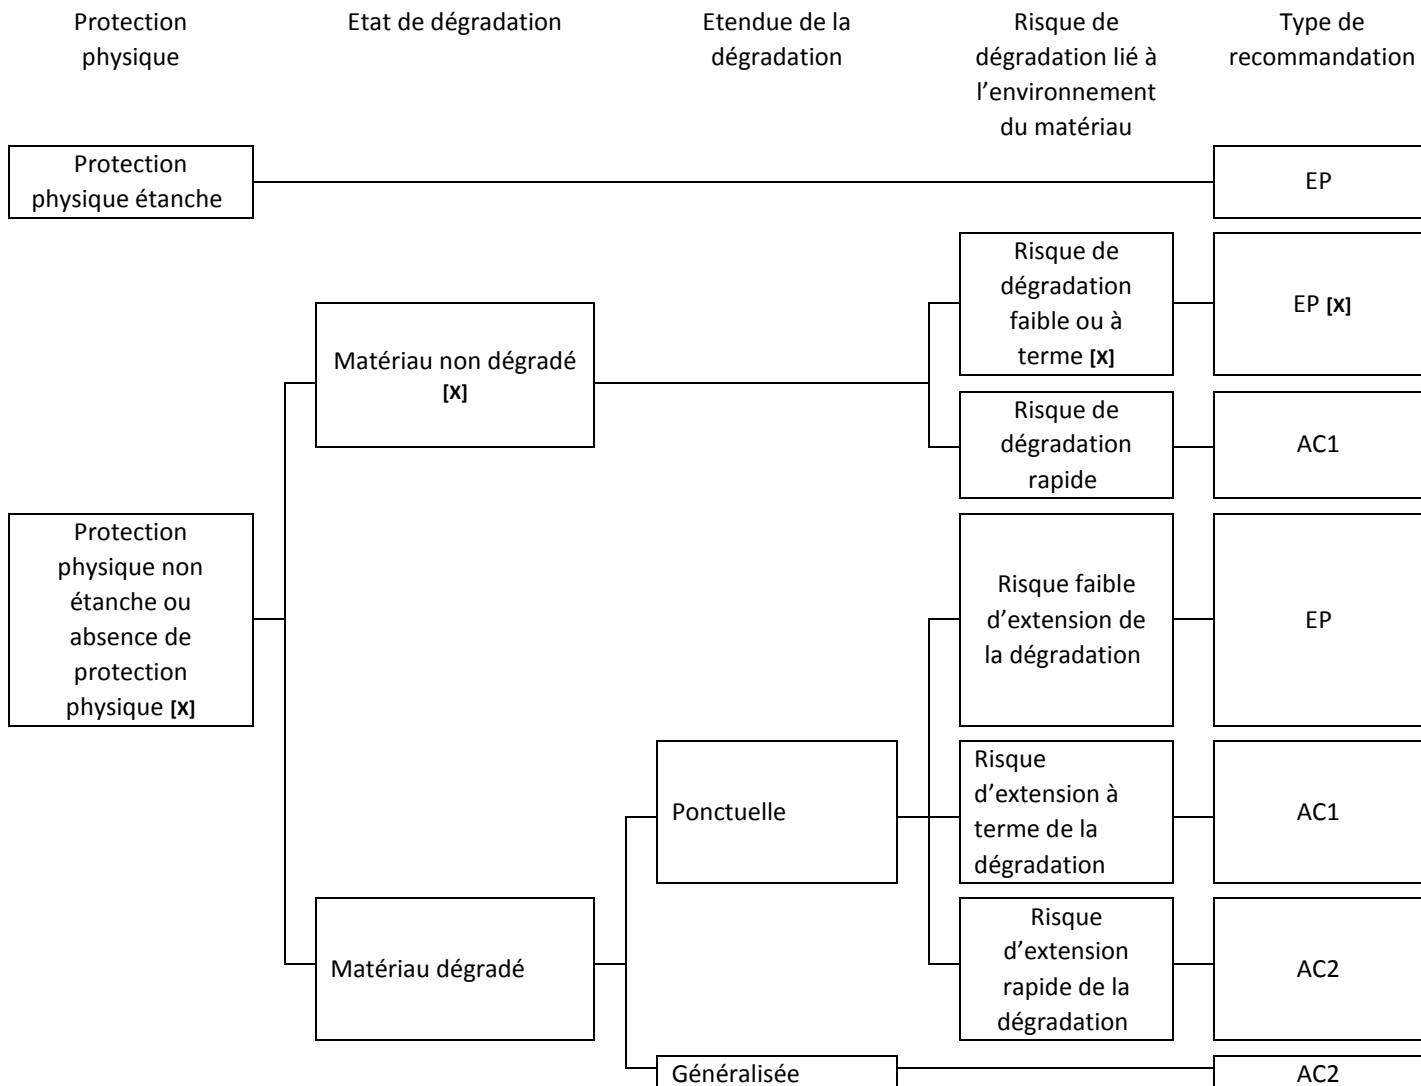 Protection
physique
Etat de dégradation
Etendue de la
dégradation
Risque de
dégradation lié à
l’environnement
du matériau
Type de
recommandation
Protection
physique étanche
EP
Risque de
dégradation
faible ou à
terme [X]
EP [X]
Matériau non dégradé
[X]
Risque de
dégradation
rapide
AC1
Protection
physique non
étanche ou
absence de
protection
physique [X]
Risque faible
d’extension de
la dégradation
EP
Ponctuelle
Risque
d’extension à
terme de la
dégradation
AC1
Matériau dégradé
Risque
d’extension
rapide de la
dégradation
AC2
Généralisée
AC2